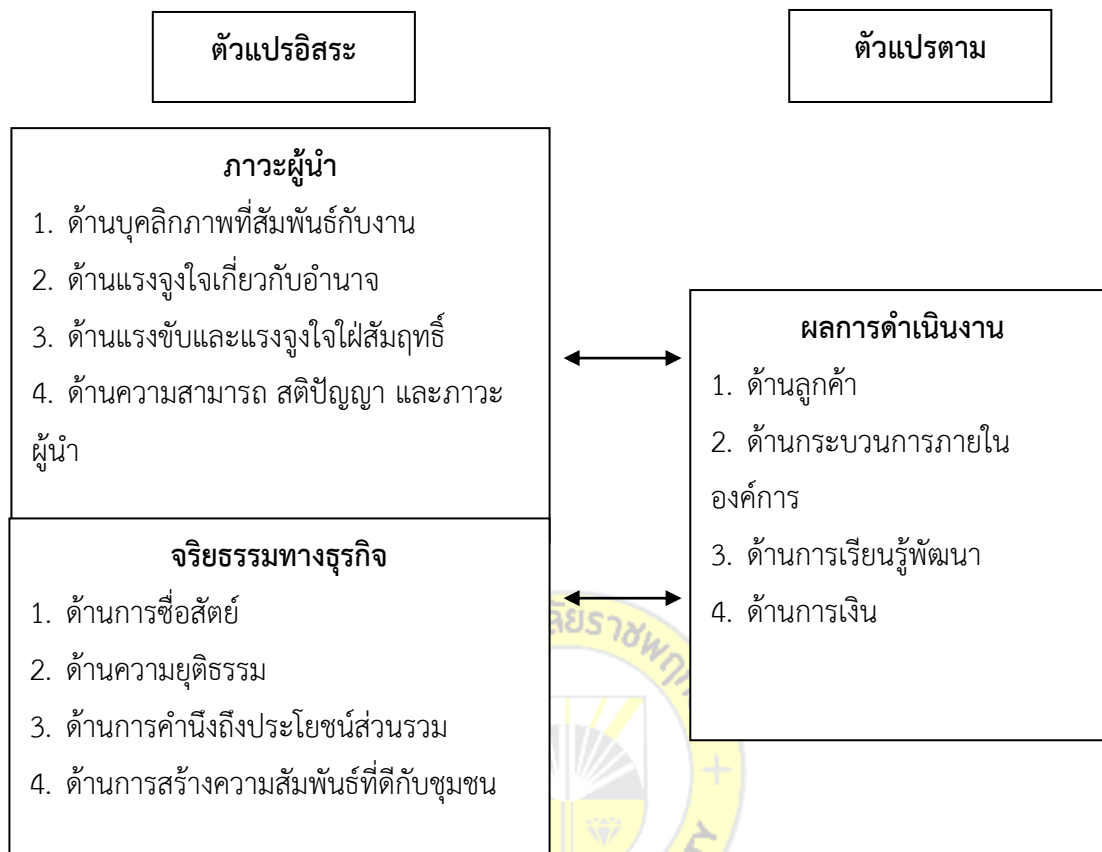 ตัวแปรอิสระ
ตัวแปรตาม
ภาวะผู้นำ
1. ด้านบุคลิกภาพที่สัมพันธ์กับงาน
2. ด้านแรงจูงใจเกี่ยวกับอำนาจ
3. ด้านแรงขับและแรงจูงใจใฝ่สัมฤทธิ์
4. ด้านความสามารถ สติปัญญา และภาวะ
ผู้นำ
จริยธรรมทางธุรกิจ
1. ด้านการซื่อสัตย์
2. ด้านความยุติธรรม
3. ด้านการคำนึงถึงประโยชน์ส่วนรวม
4. ด้านการสร้างความสัมพันธ์ที่ดีกับชุมชน
ผลการดำเนินงาน
1. ด้านลูกค้า
2. ด้านกระบวนการภายใน
องค์การ
3. ด้านการเรียนรู้พัฒนา
4. ด้านการเงิน